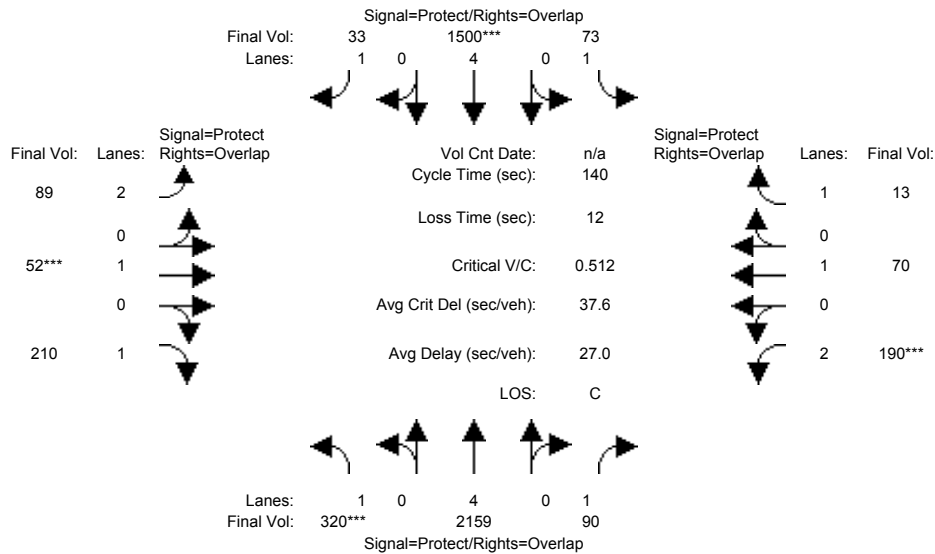 Signal=Protect/Rights=Overlap
Final Vol: 33 1500*** 73
Lanes: 1 0 4 0 1
Signal=Protect
Final Vol: Lanes: Rights=Overlap
Vol Cnt Date: n/a
Signal=Protect
Rights=Overlap Lanes: Final Vol:
Cycle Time (sec): 140
89 2
1 13
Loss Time (sec): 12
0
0
52*** 1
Critical V/C: 0.512
1 70
0
Avg Crit Del (sec/veh): 37.6
0
210 1
Avg Delay (sec/veh): 27.0
2 190***
LOS: C
Lanes: 1 0 4 0 1
Final Vol: 320*** 2159 90
Signal=Protect/Rights=Overlap